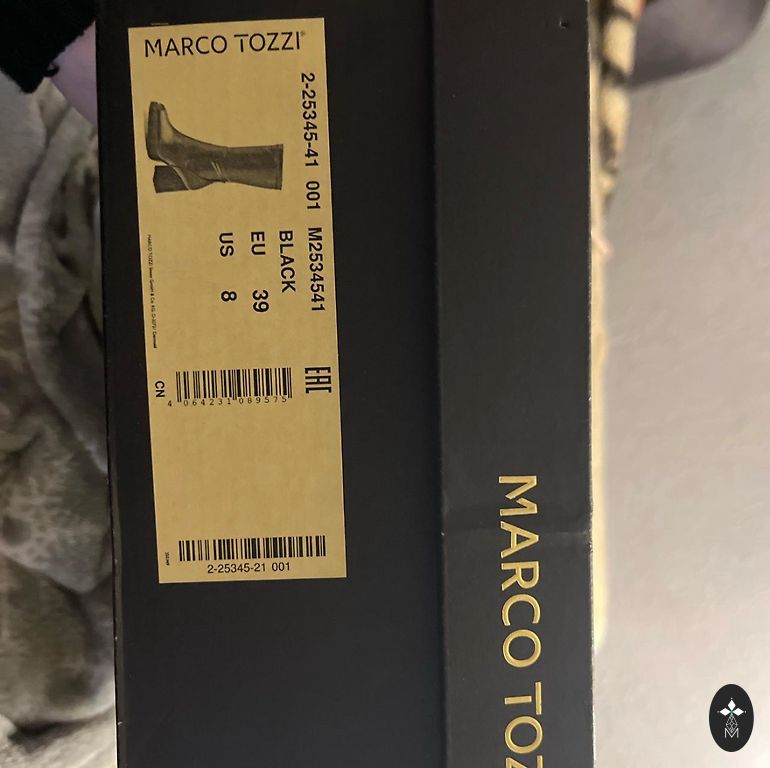 MARCO TOZZI
2-25345-41 001 M2534541
BLACK
EU 39
US 8
EAC
CN
4 064231 089575
2-25345-21 001
MARCO TOZ
M